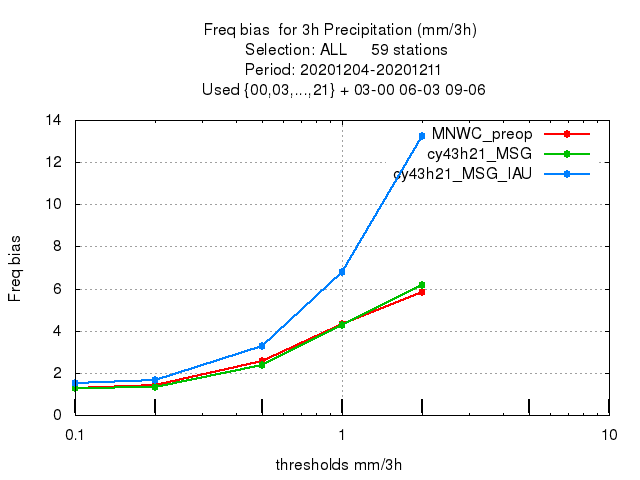 Freq bias  for 3h Precipitation (mm/3h)
Selection: ALL     59 stations
Period: 20201204-20201211
Used {00,03,...,21} + 03-00 06-03 09-06
MNWC_preop
cy43h21_MSG
cy43h21_MSG_IAU
Freq bias
14
12
10
8
6
4
2
0
0.1
1
10
thresholds mm/3h